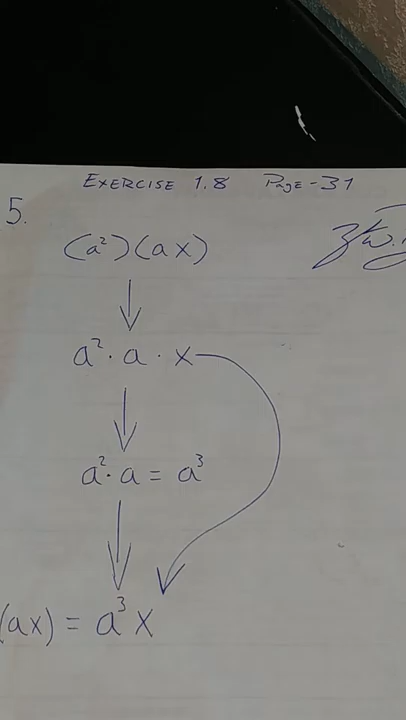 EXERCISE 1.8 PAGE-31
5.
(a²)(ax)
a²·a·x
a²·a = a³
(ax) = a³x